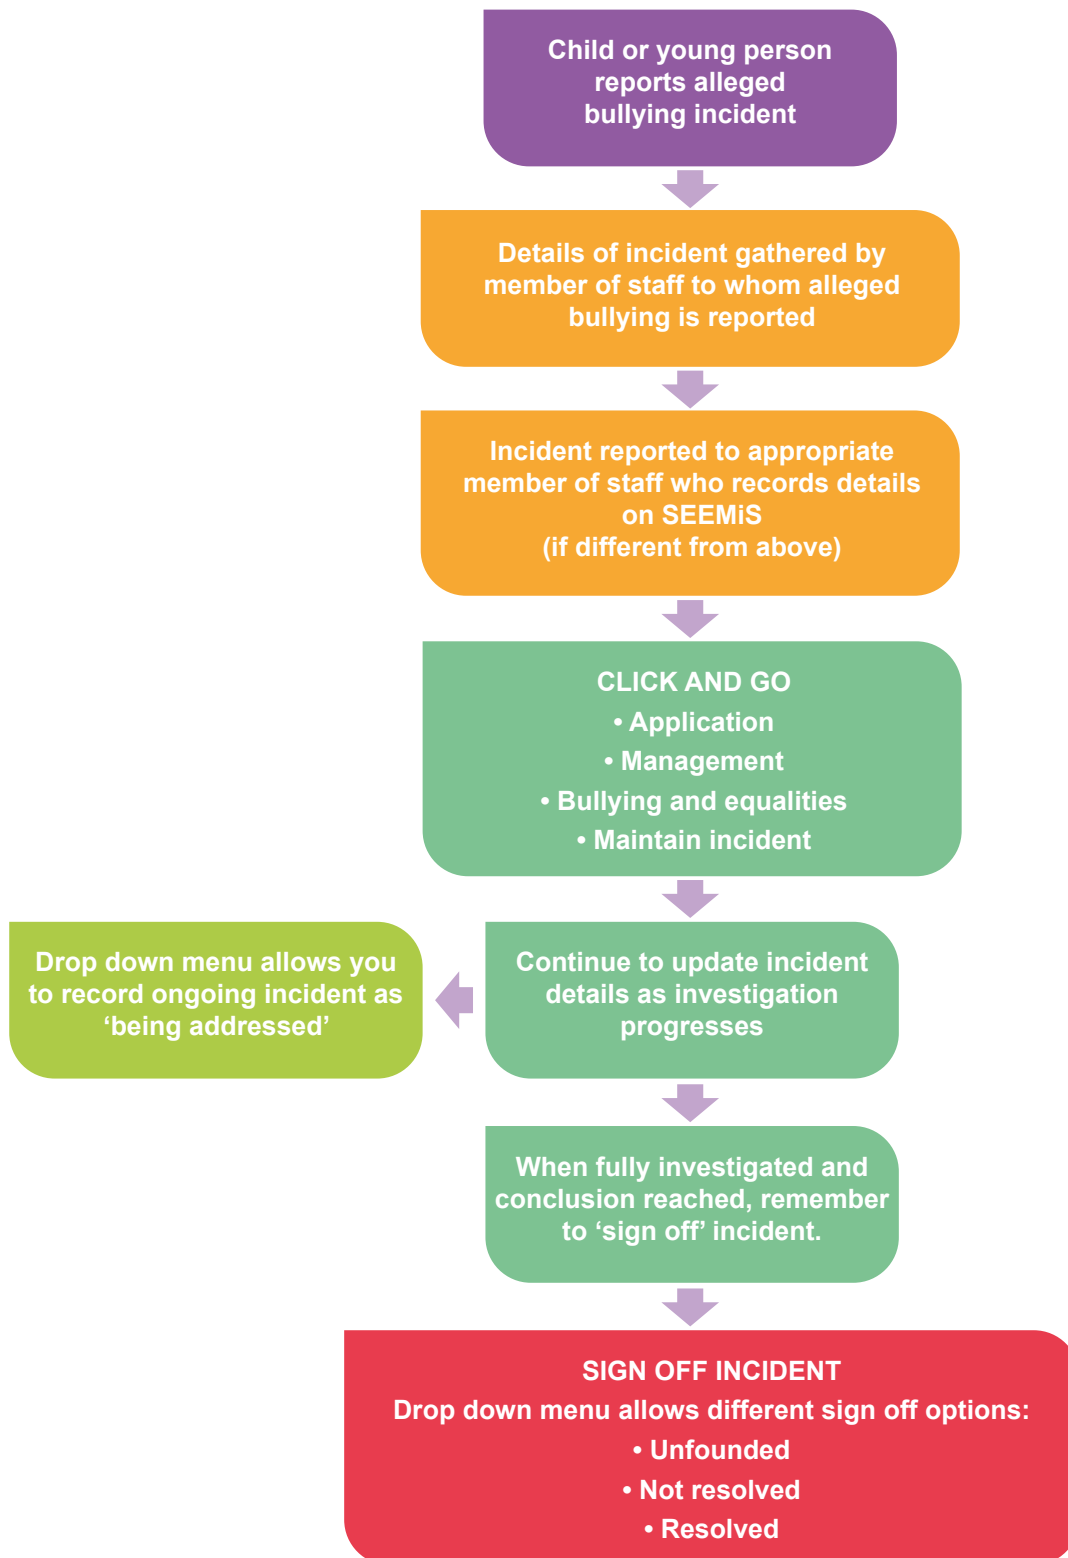 Child or young person
reports alleged
bullying incident
Details of incident gathered by
member of staff to whom alleged
bullying is reported
Incident reported to appropriate
member of staff who records details
on SEEMiS
(if different from above)
CLICK AND GO
• Application
• Management
• Bullying and equalities
• Maintain incident
Continue to update incident
details as investigation
progresses
Drop down menu allows you
to record ongoing incident as
‘being addressed’
When fully investigated and
conclusion reached, remember
to ‘sign off’ incident.
SIGN OFF INCIDENT
Drop down menu allows different sign off options:
• Unfounded
• Not resolved
• Resolved